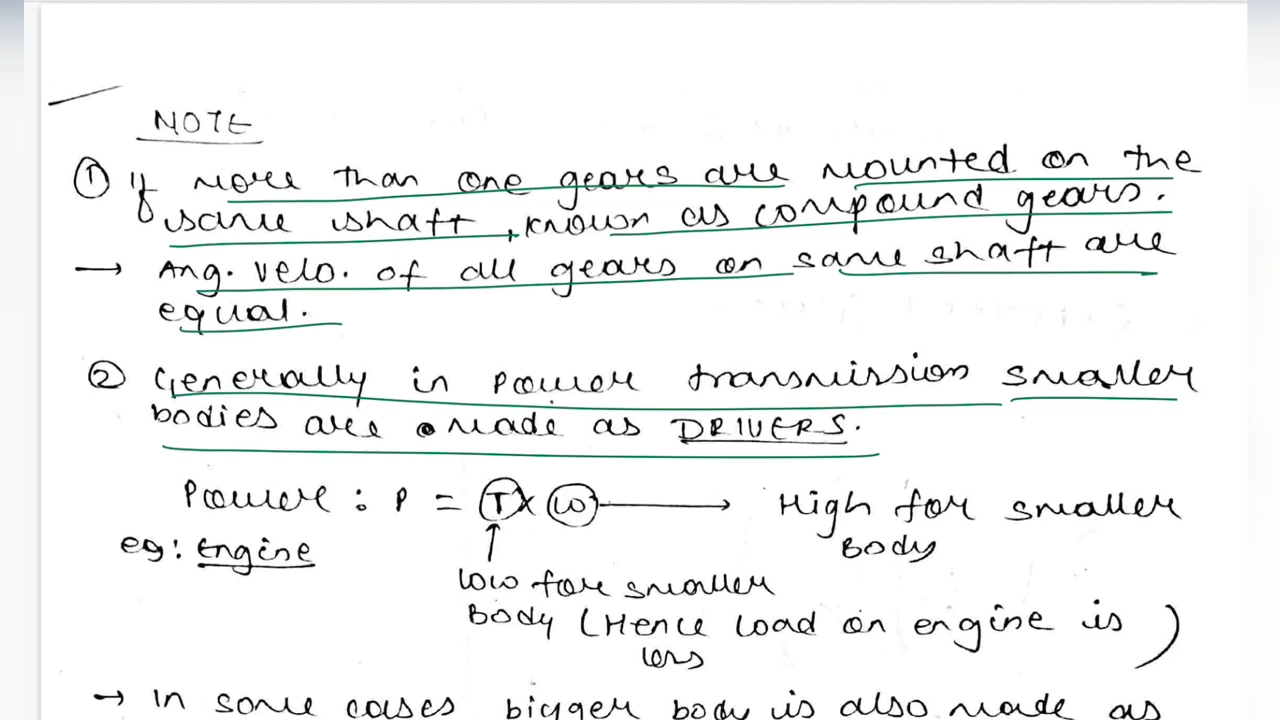 NOTE
① If more than one gears are mounted on the
same shaft, known as compound gears.
→ Ang. velo. of all gears on same shaft are
equal.
② Generally in power transmission smaller
bodies are made as DRIVERS.
Power : P = T × ω → High for smaller
Body
eg: Engine
low for smaller
Body (Hence load on engine is
less)
→ In some cases bigger body is also made as